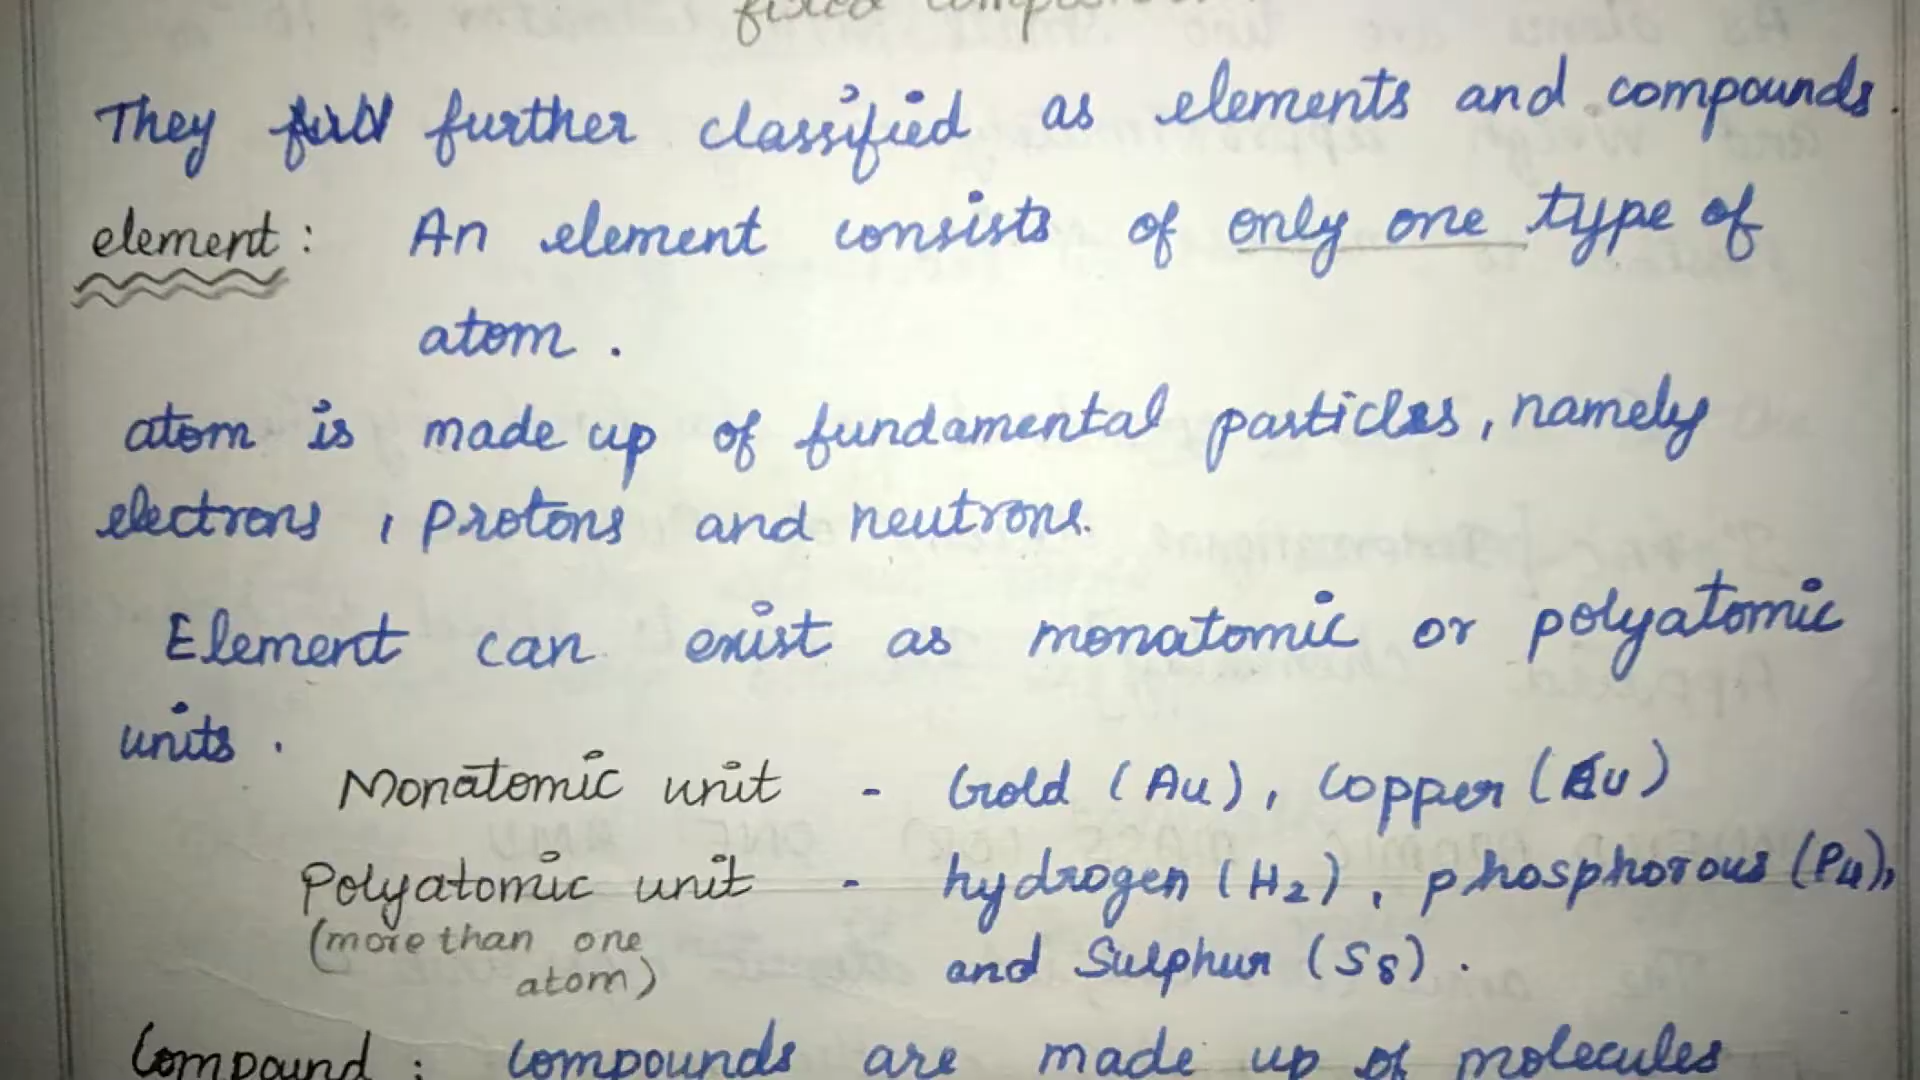 fixed
They further classified as elements and compounds.
element : An element consists of only one type of
atom .
atom is made up of fundamental particles, namely
electrons , protons and neutrons.
Element can exist as monatomic or polyatomic
units .
Monatomic unit - Gold (Au), Copper (Cu)
Polyatomic unit - hydrogen (H₂), phosphorous (P₄),
(more than one
atom)
and Sulphur (S₈) .
Compound : Compounds are made up of molecules